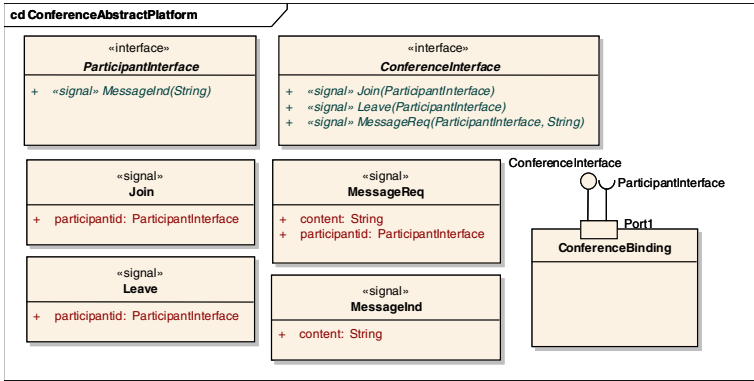 cd ConferenceAbstractPlatform
«interface»
ParticipantInterface
+ «signal» MessageInd(String)
«interface»
ConferenceInterface
+ «signal» Join(ParticipantInterface)
+ «signal» Leave(ParticipantInterface)
+ «signal» MessageReq(ParticipantInterface, String)
«signal»
Join
+ participantid: ParticipantInterface
«signal»
MessageReq
+ content: String
+ participantid: ParticipantInterface
ConferenceInterface
ParticipantInterface
Port1
ConferenceBinding
«signal»
Leave
+ participantid: ParticipantInterface
«signal»
MessageInd
+ content: String